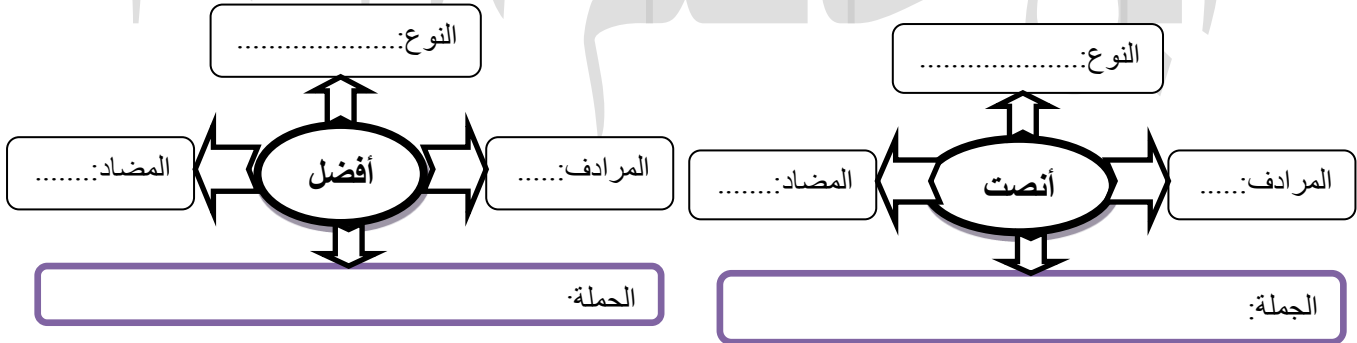 النوع:....................
المرادف:.....
أنصت
المضاد:.......
الجملة:
النوع:....................
المرادف:.....
أفضل
المضاد:.......
الحملة: